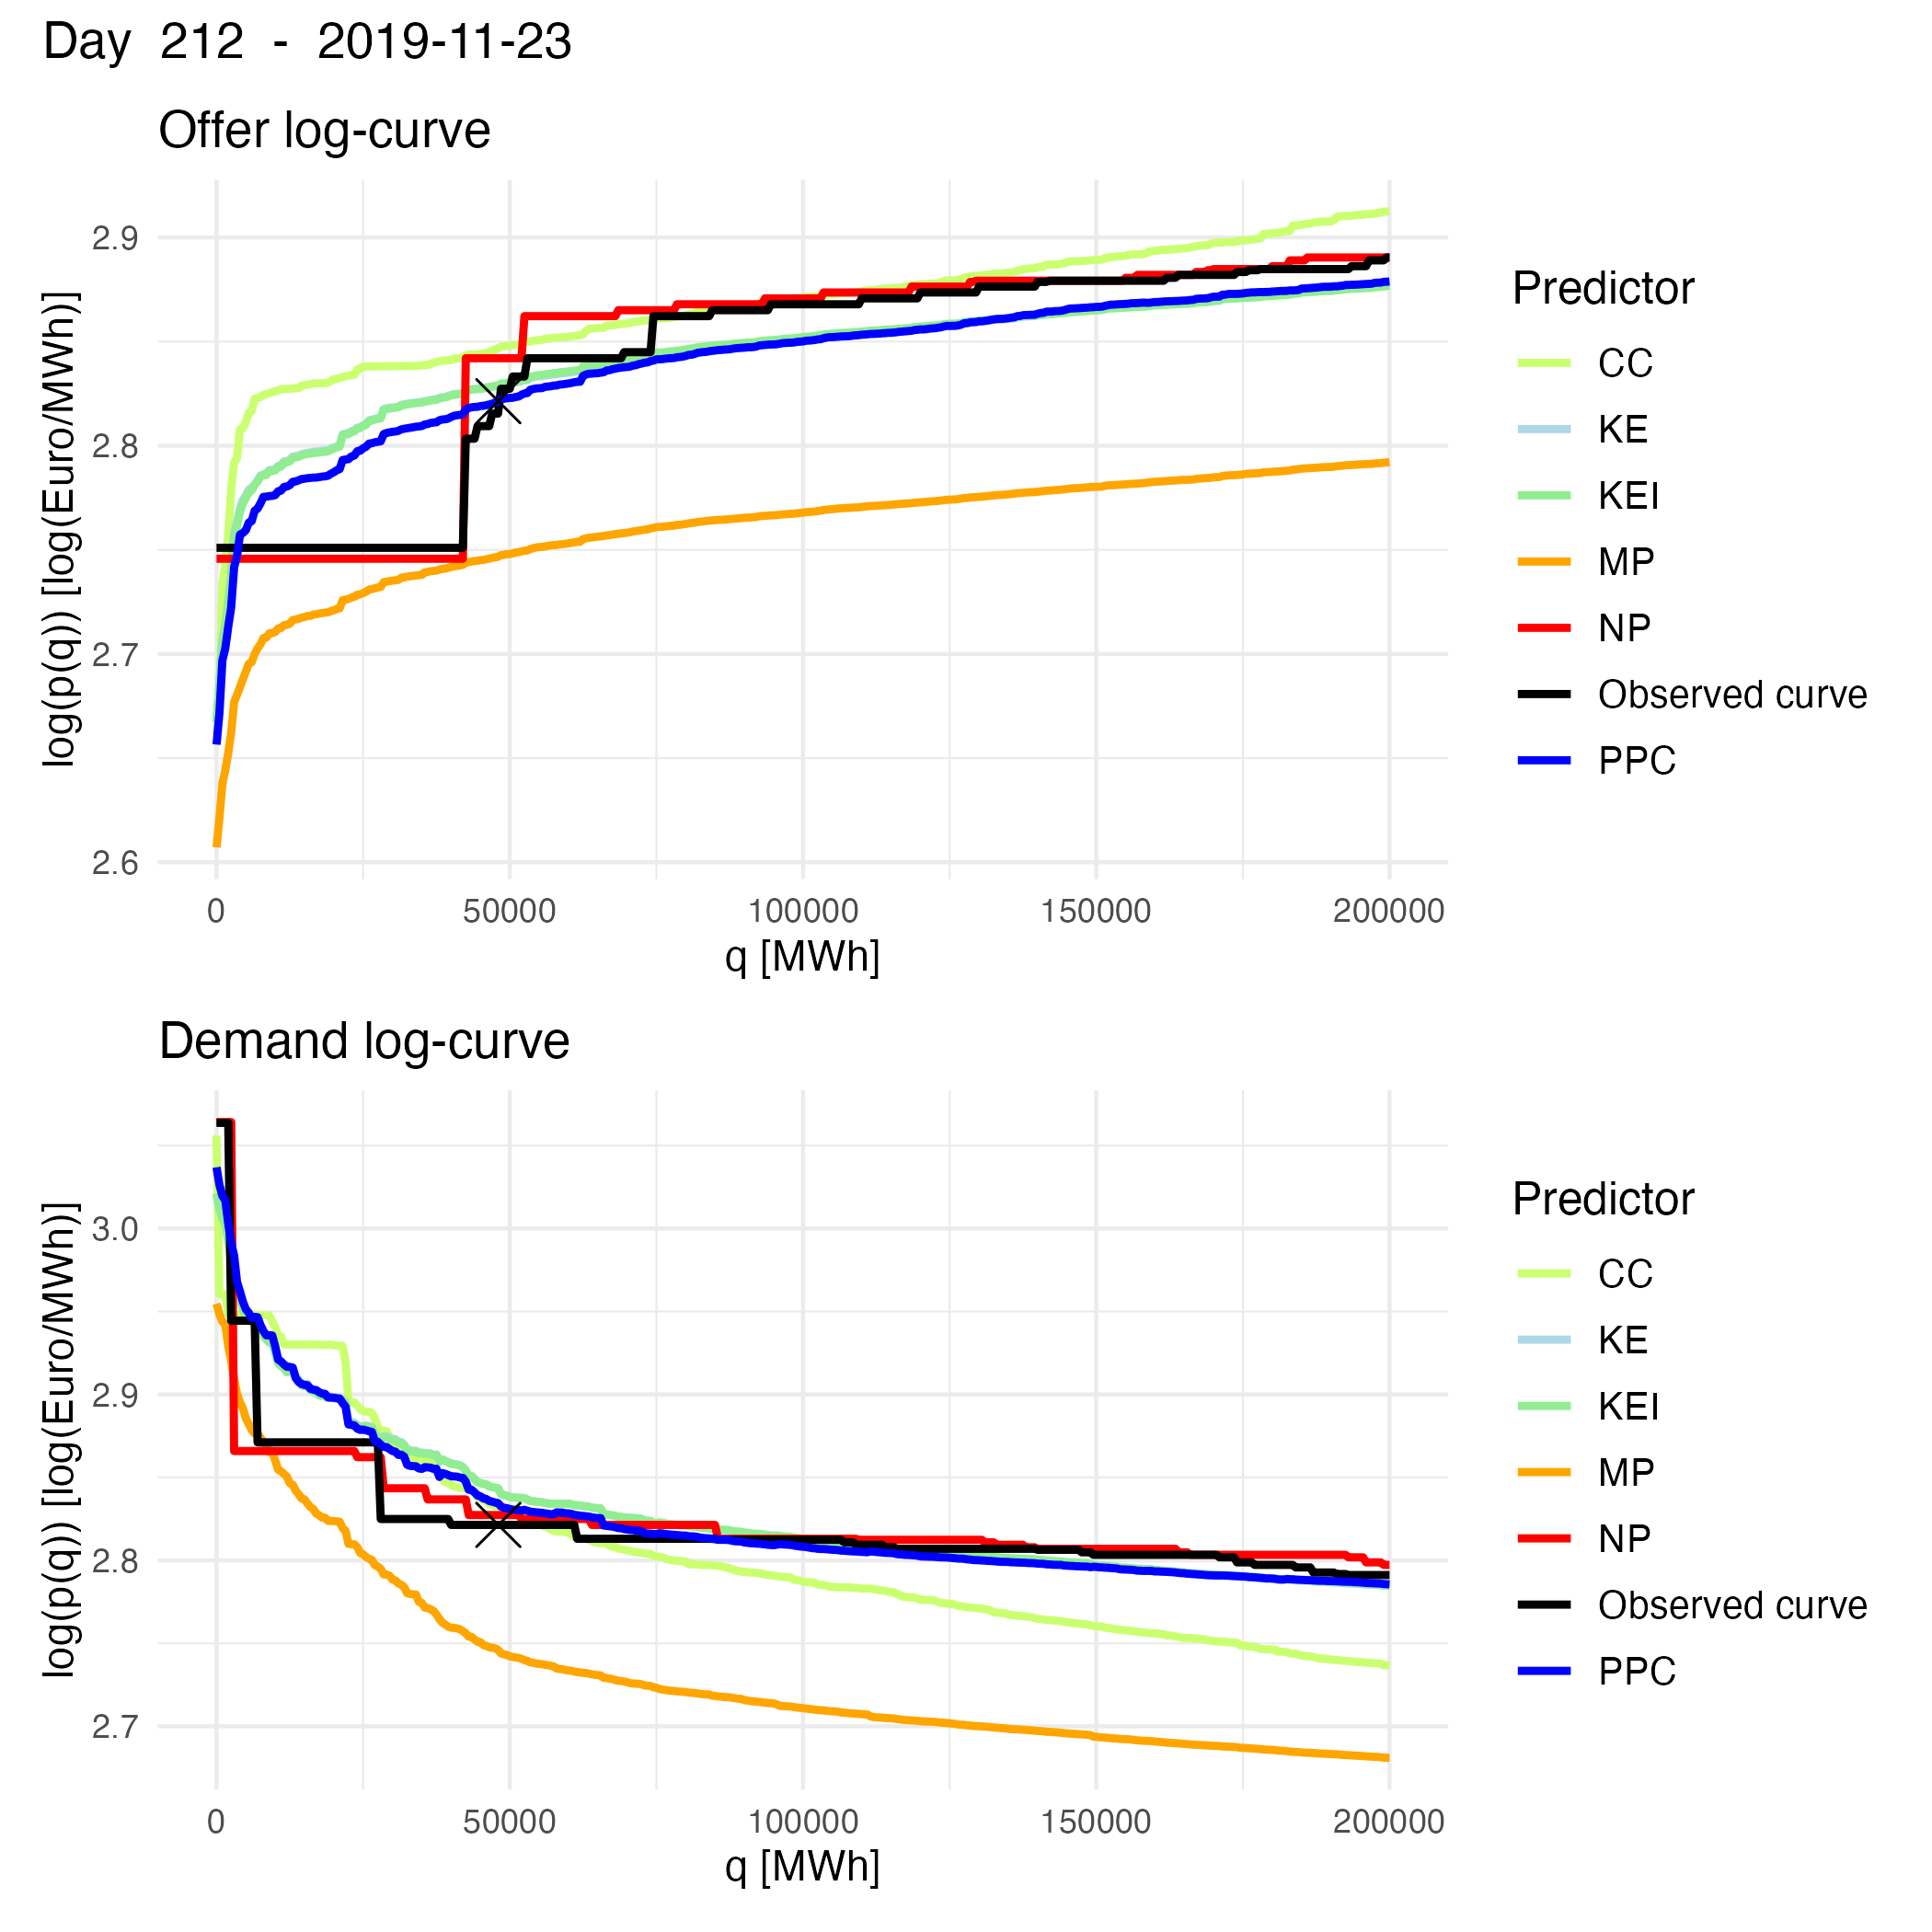 Day 212 - 2019-11-23
Offer log-curve
log(p(q)) [log(Euro/MWh)]
2.9
2.8
2.7
2.6
0 50000 100000 150000 200000
q [MWh]
Predictor
CC
KE
KEI
MP
NP
Observed curve
PPC
Demand log-curve
log(p(q)) [log(Euro/MWh)]
3.0
2.9
2.8
2.7
0 50000 100000 150000 200000
q [MWh]
Predictor
CC
KE
KEI
MP
NP
Observed curve
PPC